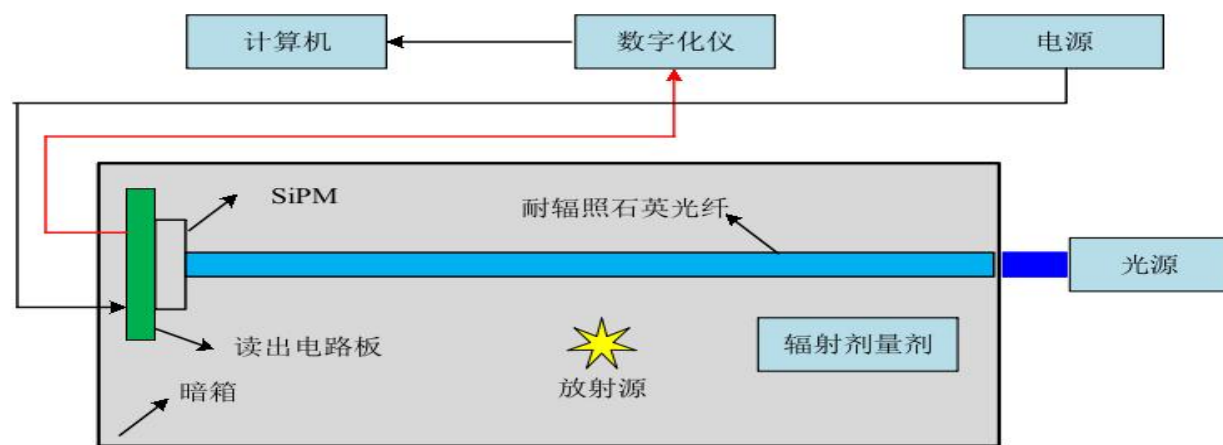 计算机
数字化仪
电源
SiPM
耐辐照石英光纤
光源
读出电路板
辐射剂量剂
放射源
暗箱